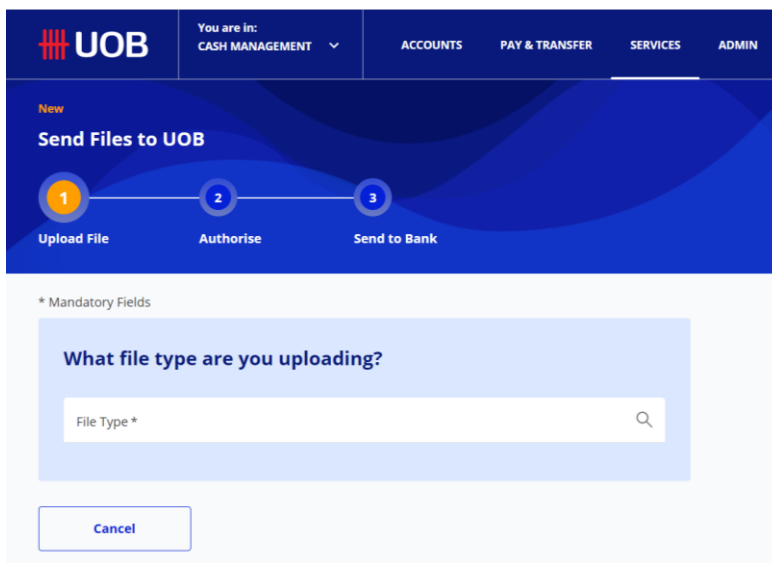 UOB
You are in:
CASH MANAGEMENT
ACCOUNTS
PAY & TRANSFER
SERVICES
ADMIN
New
Send Files to UOB
1
2
3
Upload File
Authorise
Send to Bank
* Mandatory Fields
What file type are you uploading?
File Type *
Cancel